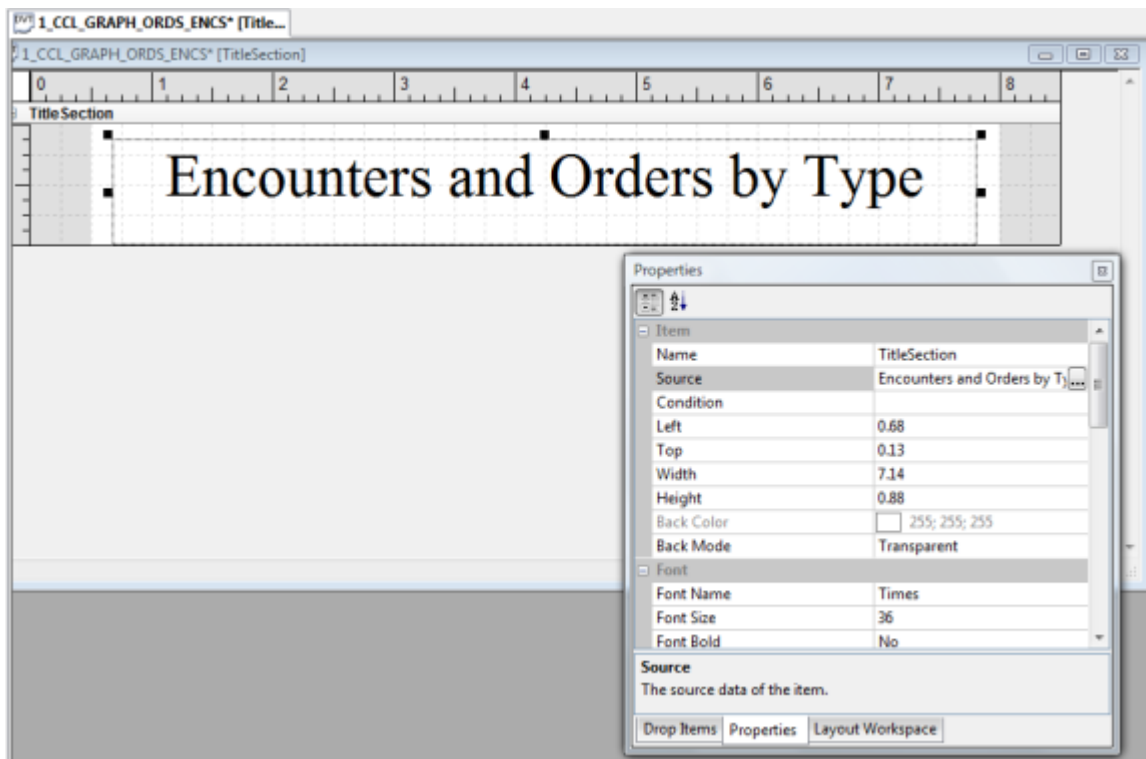 1_CCL_GRAPH_ORDS_ENCS* [Title...
1_CCL_GRAPH_ORDS_ENCS* [TitleSection]
0 1 2 3 4 5 6 7 8
TitleSection
Encounters and Orders by Type
Properties
Item
Name TitleSection
Source Encounters and Orders by Ty ...
Condition
Left 0.68
Top 0.13
Width 7.14
Height 0.88
Back Color 255; 255; 255
Back Mode Transparent
Font
Font Name Times
Font Size 36
Font Bold No
Source
The source data of the item.
Drop Items Properties Layout Workspace